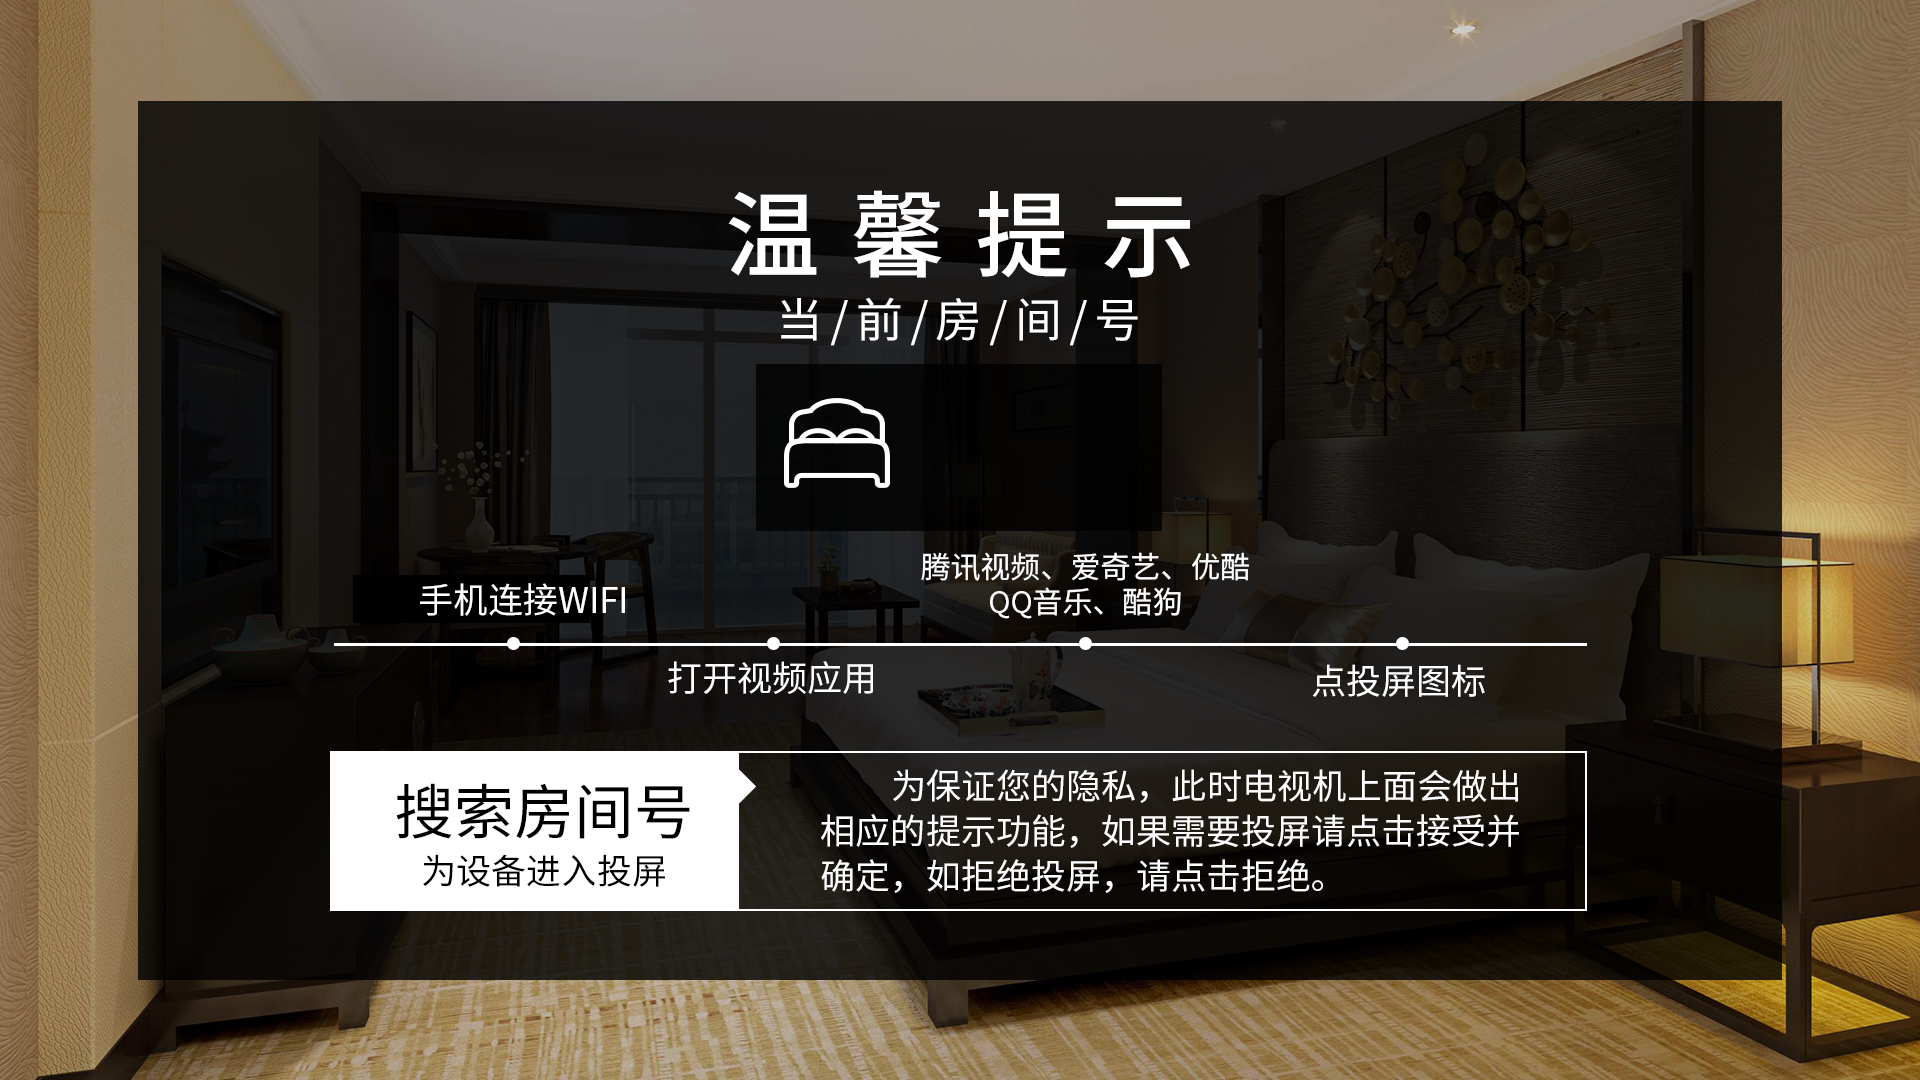 温馨提示
当/前/房/间/号
手机连接WIFI
打开视频应用
腾讯视频、爱奇艺、优酷
QQ音乐、酷狗
点投屏图标
搜索房间号
为设备进入投屏
为保证您的隐私，此时电视机上面会做出
相应的提示功能，如果需要投屏请点击接受并
确定，如拒绝投屏，请点击拒绝。